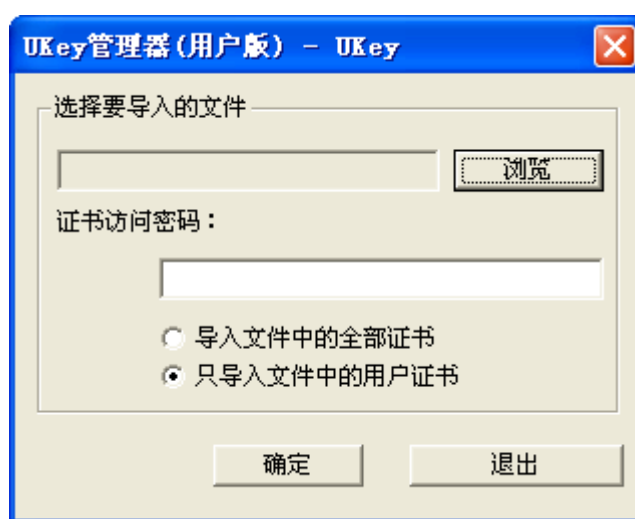 UKey管理器(用户版) - UKey
选择要导入的文件
浏览
证书访问密码：
导入文件中的全部证书
只导入文件中的用户证书
确定 退出